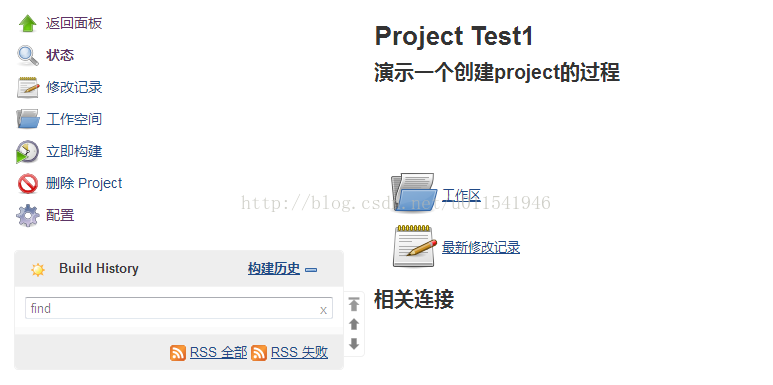 返回面板
状态
修改记录
工作空间
立即构建
删除 Project
配置
Build History 构建历史
find x
RSS 全部 RSS 失败
Project Test1
演示一个创建project的过程
http://blog.csdn.net/u011541946
工作区
最新修改记录
相关连接